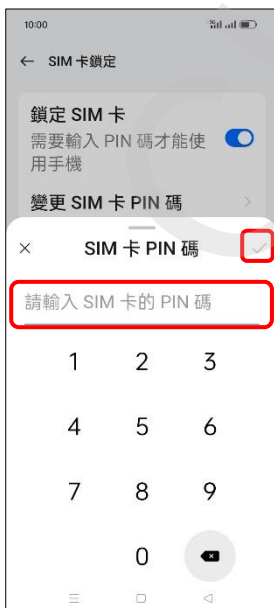 10:00
← SIM 卡鎖定
鎖定 SIM 卡
需要輸入 PIN 碼才能使
用手機
變更 SIM 卡 PIN 碼
× SIM 卡 PIN 碼
請輸入 SIM 卡的 PIN 碼
1 2 3
4 5 6
7 8 9
0